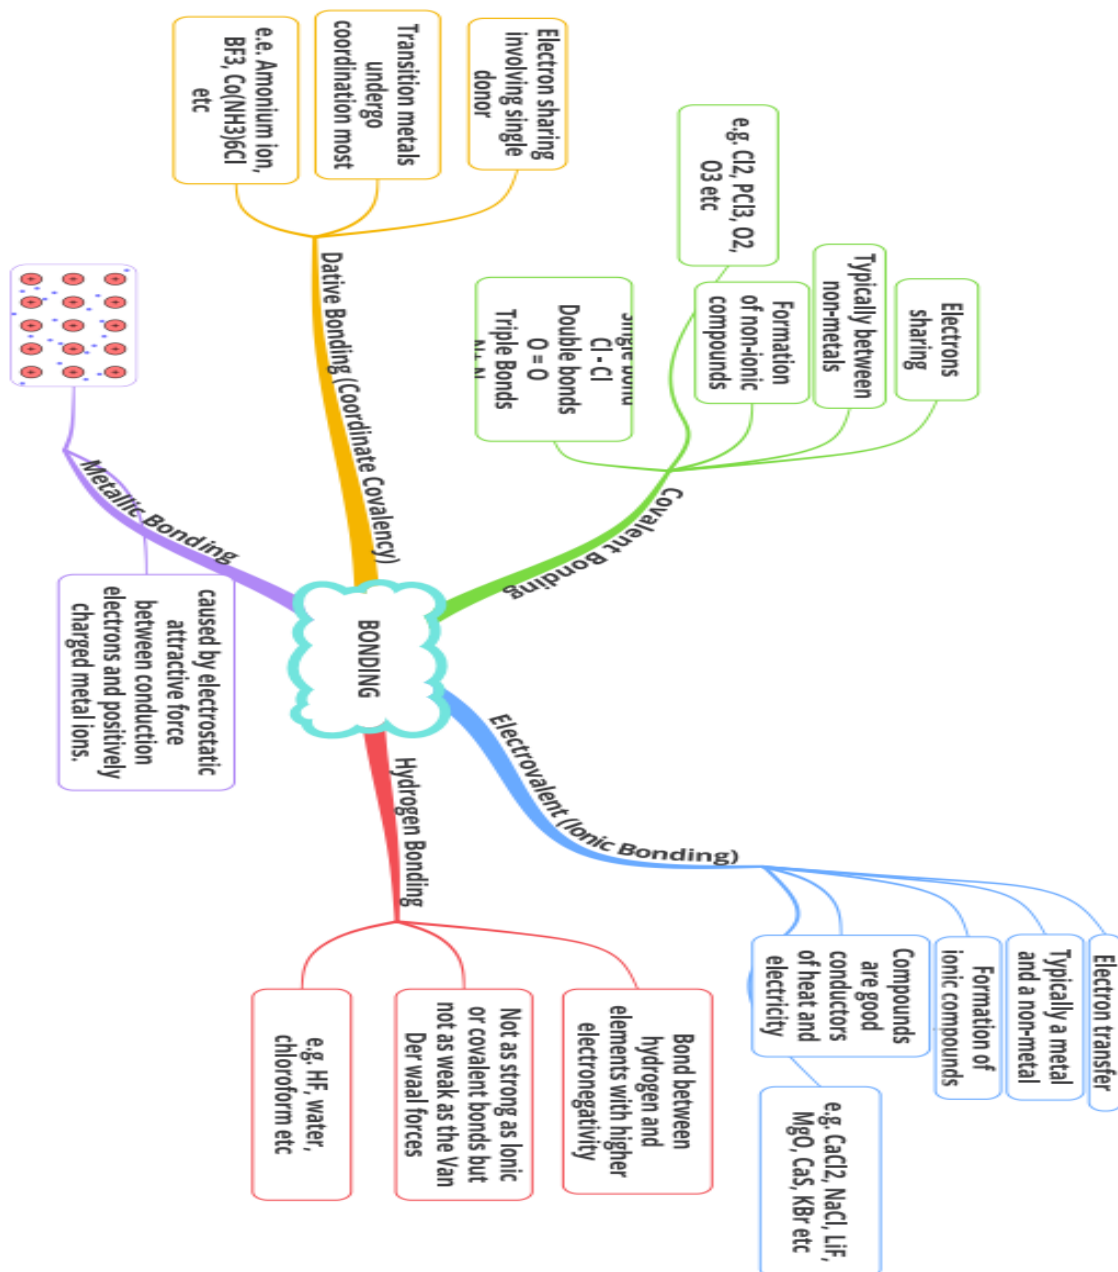 BONDING
Covalent Bonding
Electrons
sharing
Typically between
non-metals
Formation
of non-ionic
compounds
Cl - Cl
Double bonds
O = O
Triple Bonds
e.g. Cl2, PCl3, O2,
O3 etc
Electrovalent (Ionic Bonding)
Electron transfer
Typically a metal
and a non-metal
Formation of
ionic compounds
Compounds
are good
conductors
of heat and
electricity
e.g. CaCl2, NaCl, LiF,
MgO, CaS, KBr etc
Dative Bonding (Coordinate Covalency)
Electron sharing
involving single
donor
Transition metals
undergo
coordination most
e.e. Amonium ion,
BF3, Co(NH3)6Cl
etc
Hydrogen Bonding
Bond between
hydrogen and
elements with higher
electronegativity
Not as strong as Ionic
or covalent bonds but
not as weak as the Van
Der waal forces
e.g. HF, water,
chloroform etc
Metallic Bonding
caused by electrostatic
attractive force
between conduction
electrons and positively
charged metal ions.